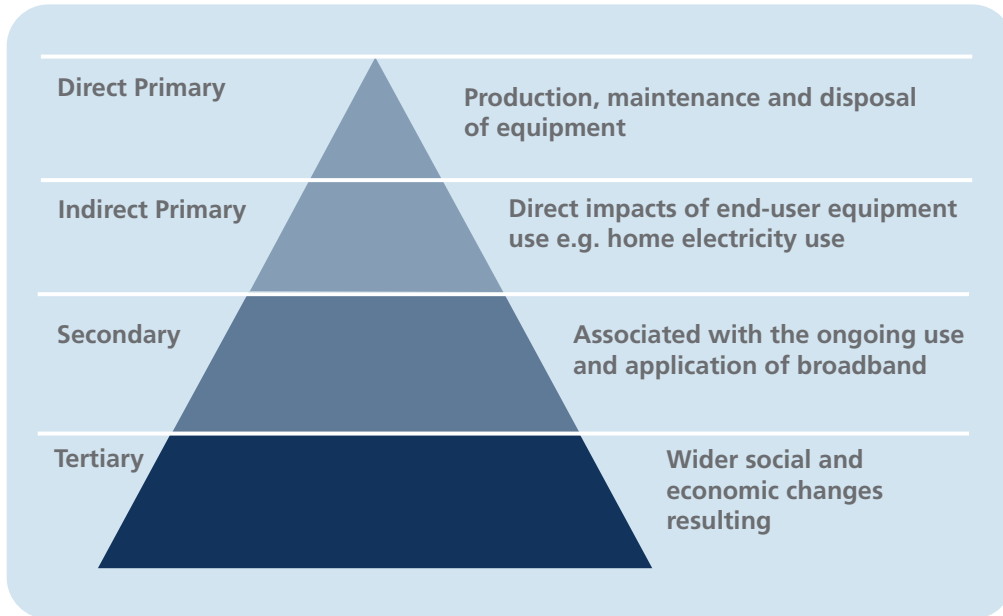 Direct Primary
Production, maintenance and disposal
of equipment
Indirect Primary
Direct impacts of end-user equipment
use e.g. home electricity use
Secondary
Associated with the ongoing use
and application of broadband
Tertiary
Wider social and
economic changes
resulting